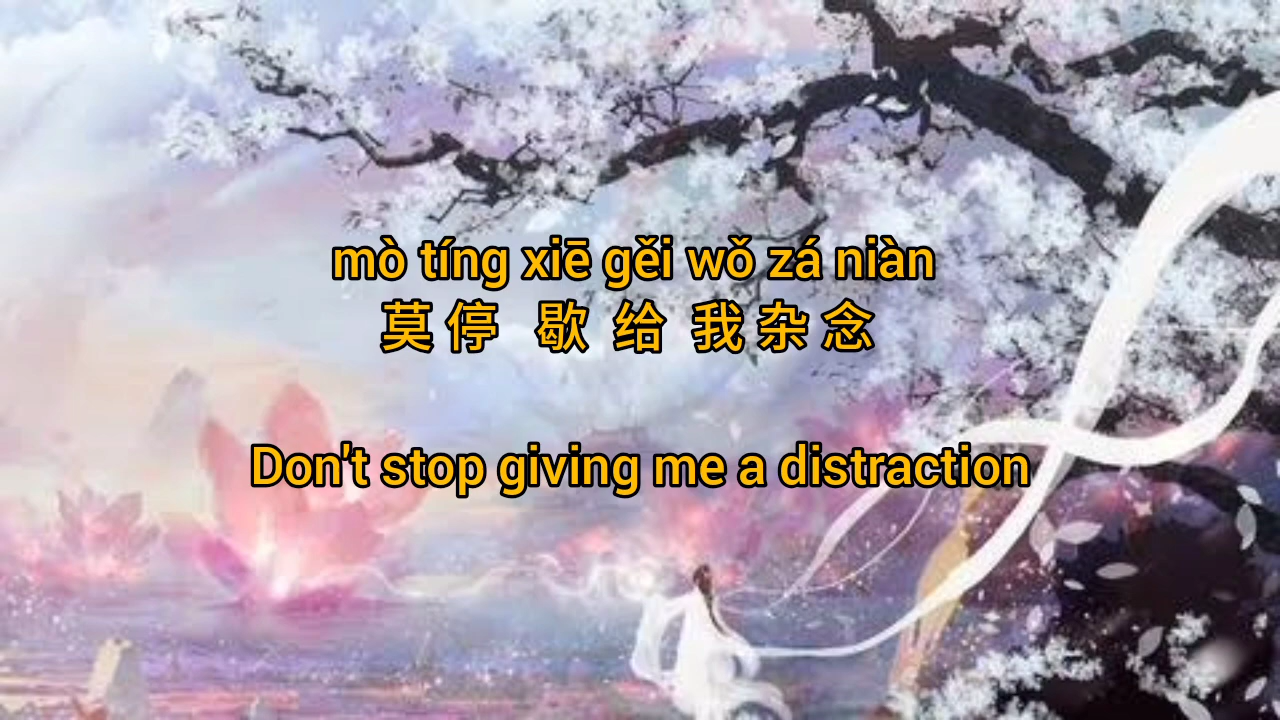 mò tíng xiē gěi wǒ zá niàn
莫停 歇 给 我杂念
Don't stop giving me a distraction